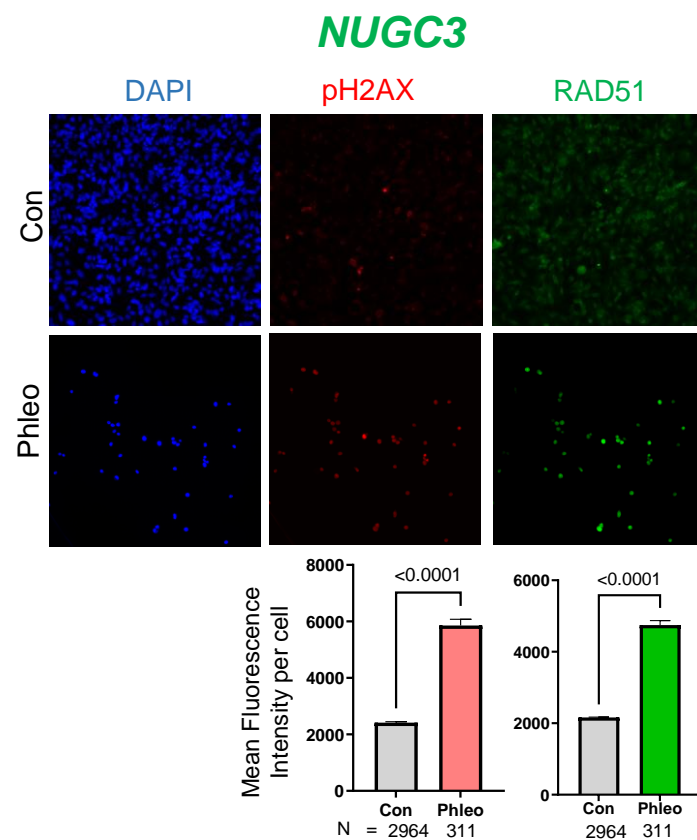 NUGC3
DAPI pH2AX RAD51
Con
Phleo
Mean Fluorescence
Intensity per cell
8000
6000
4000
2000
0
<0.0001
Con Phleo
N = 2964 311
6000
4000
2000
0
<0.0001
Con Phleo
2964 311